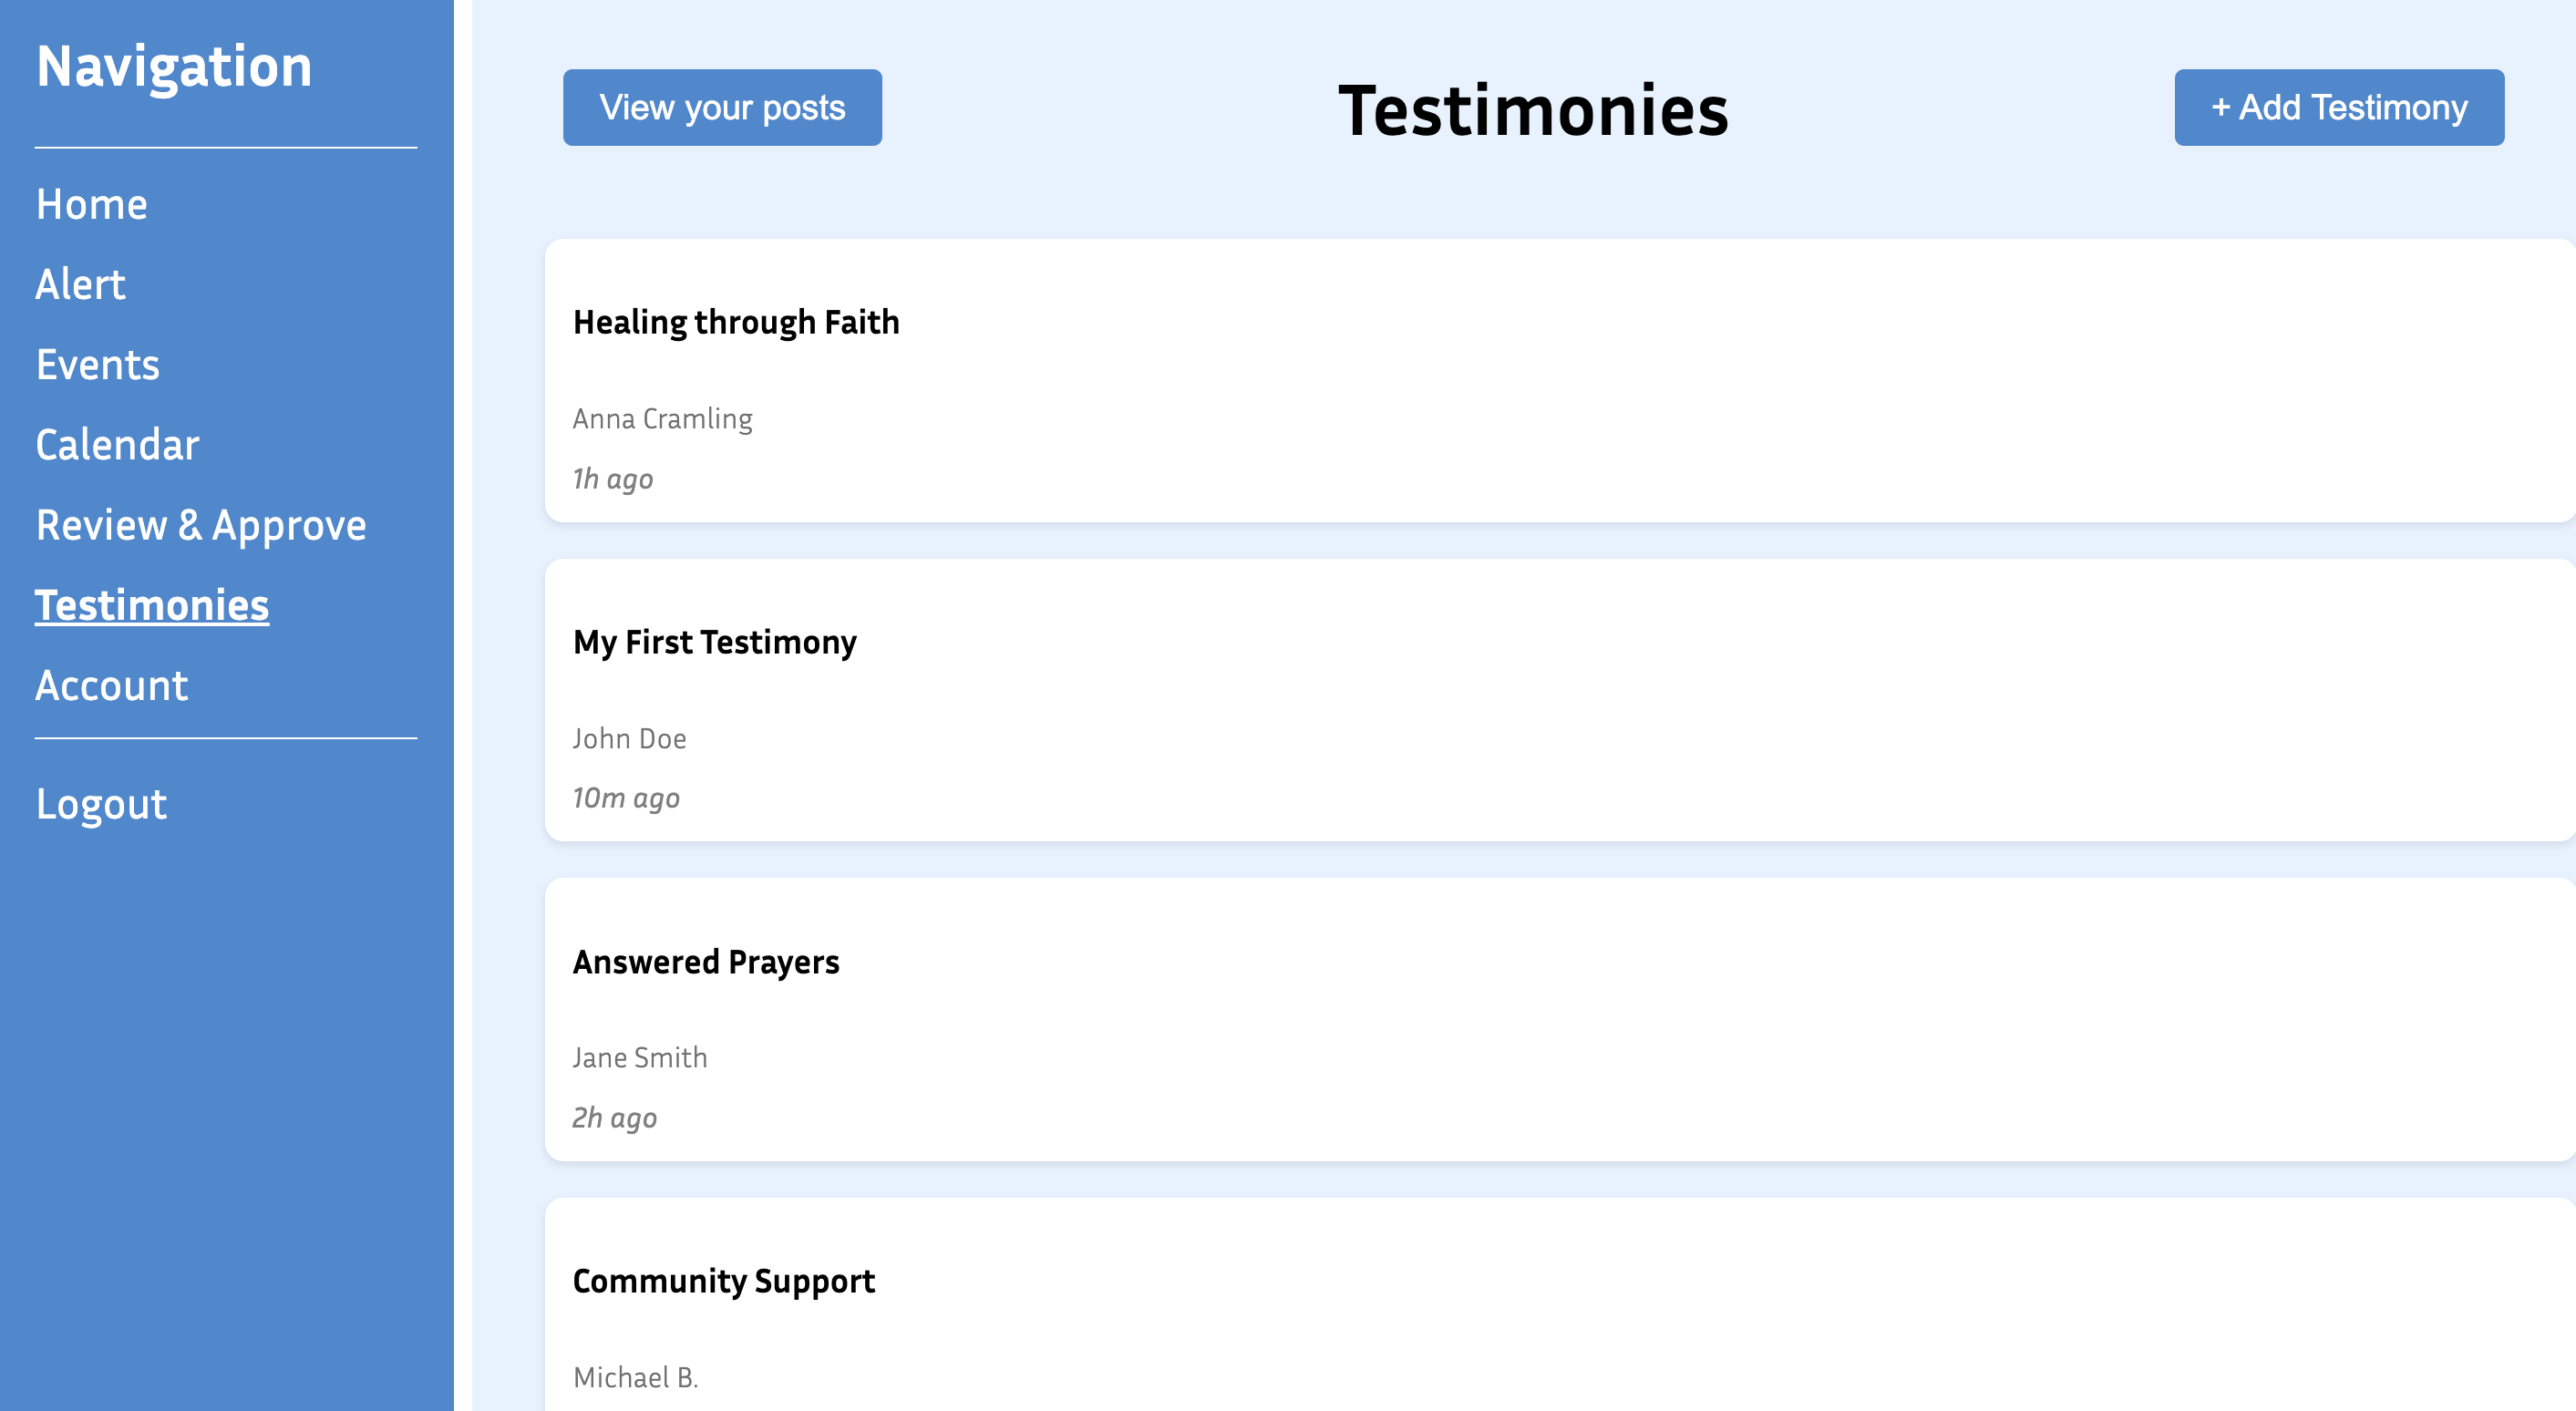 Navigation
Home
Alert
Events
Calendar
Review & Approve
Testimonies
Account
Logout
View your posts
Testimonies
+ Add Testimony
Healing through Faith
Anna Cramling
1h ago
My First Testimony
John Doe
10m ago
Answered Prayers
Jane Smith
2h ago
Community Support
Michael B.